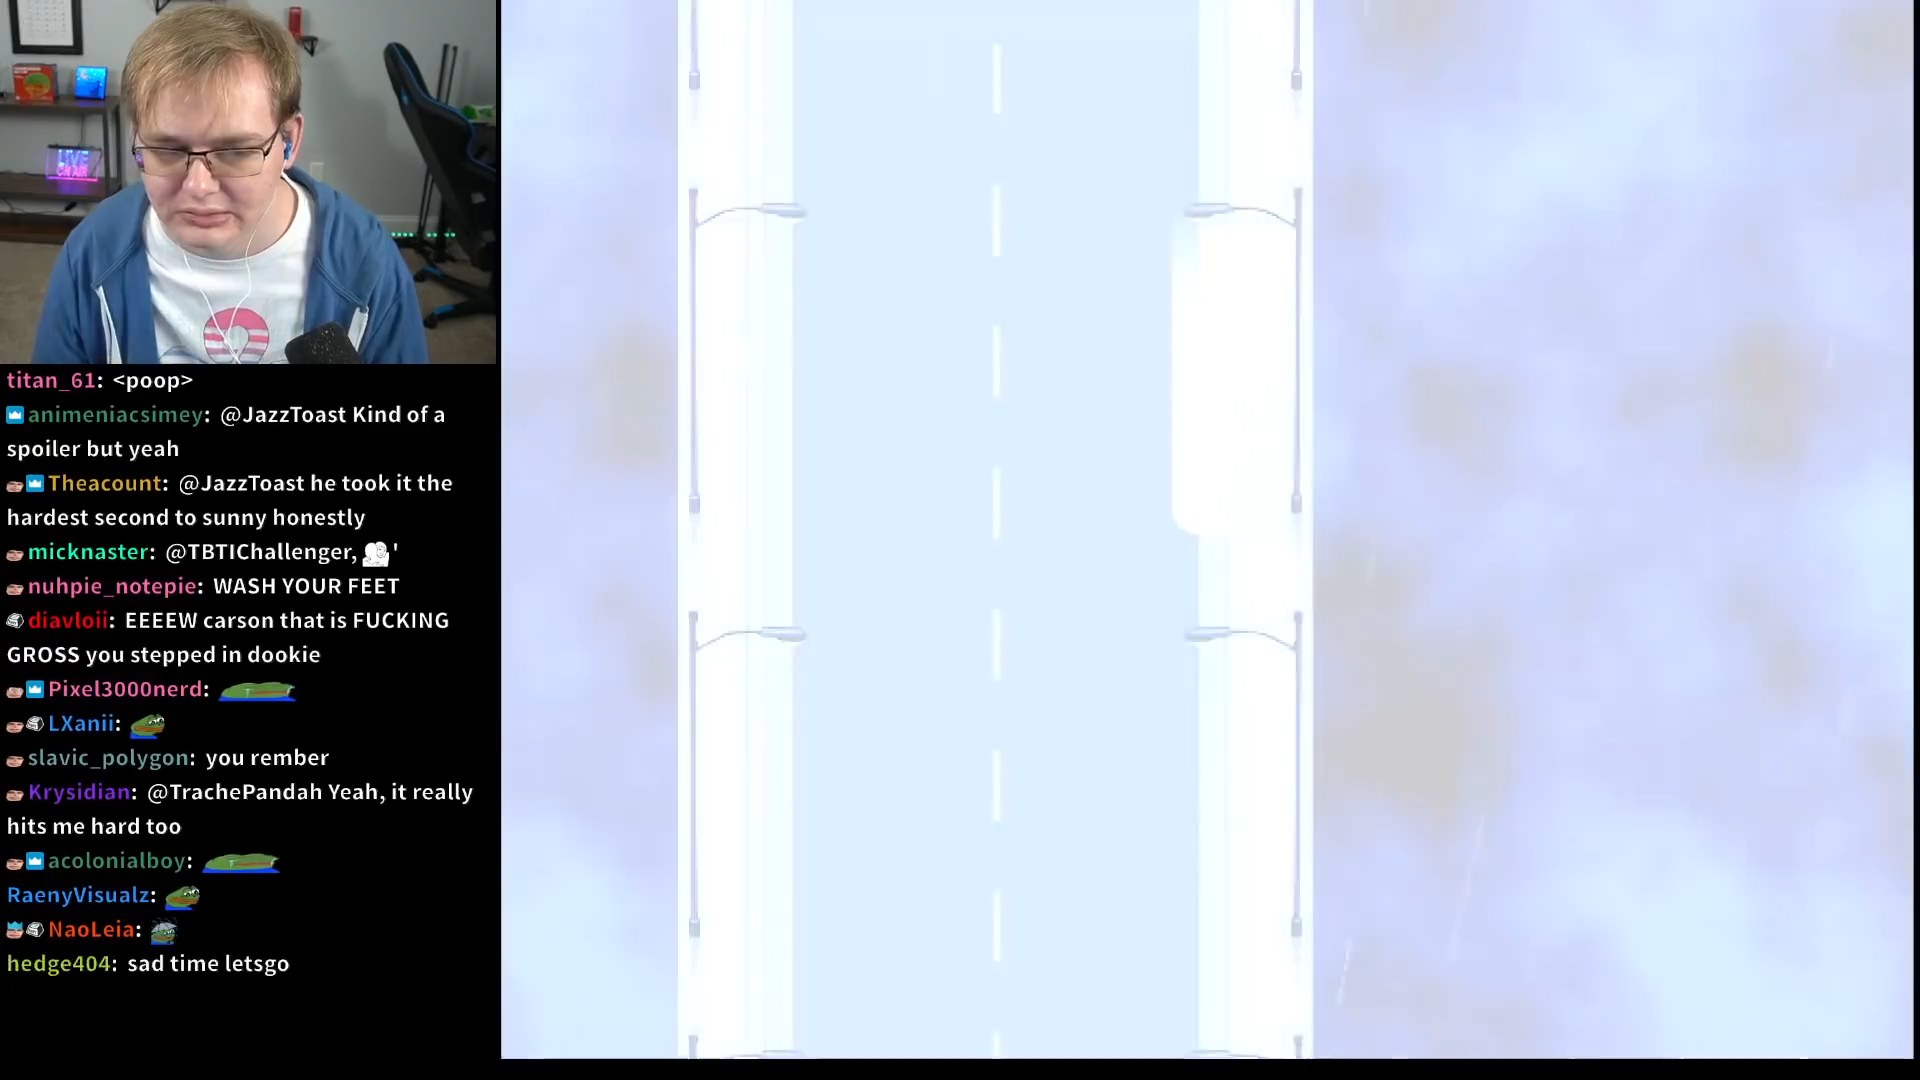 LIVE
ON AIR
titan_61: <poop>
animeniacsimey: @JazzToast Kind of a
spoiler but yeah
Theacount: @JazzToast he took it the
hardest second to sunny honestly
micknaster: @TBTIChallenger, '
nuhpie_notepie: WASH YOUR FEET
diavloii: EEEEW carson that is FUCKING
GROSS you stepped in dookie
Pixel3000nerd:
LXanii:
slavic_polygon: you rember
Krysidian: @TrachePandah Yeah, it really
hits me hard too
acolonialboy:
RaenyVisualz:
NaoLeia:
hedge404: sad time letsgo